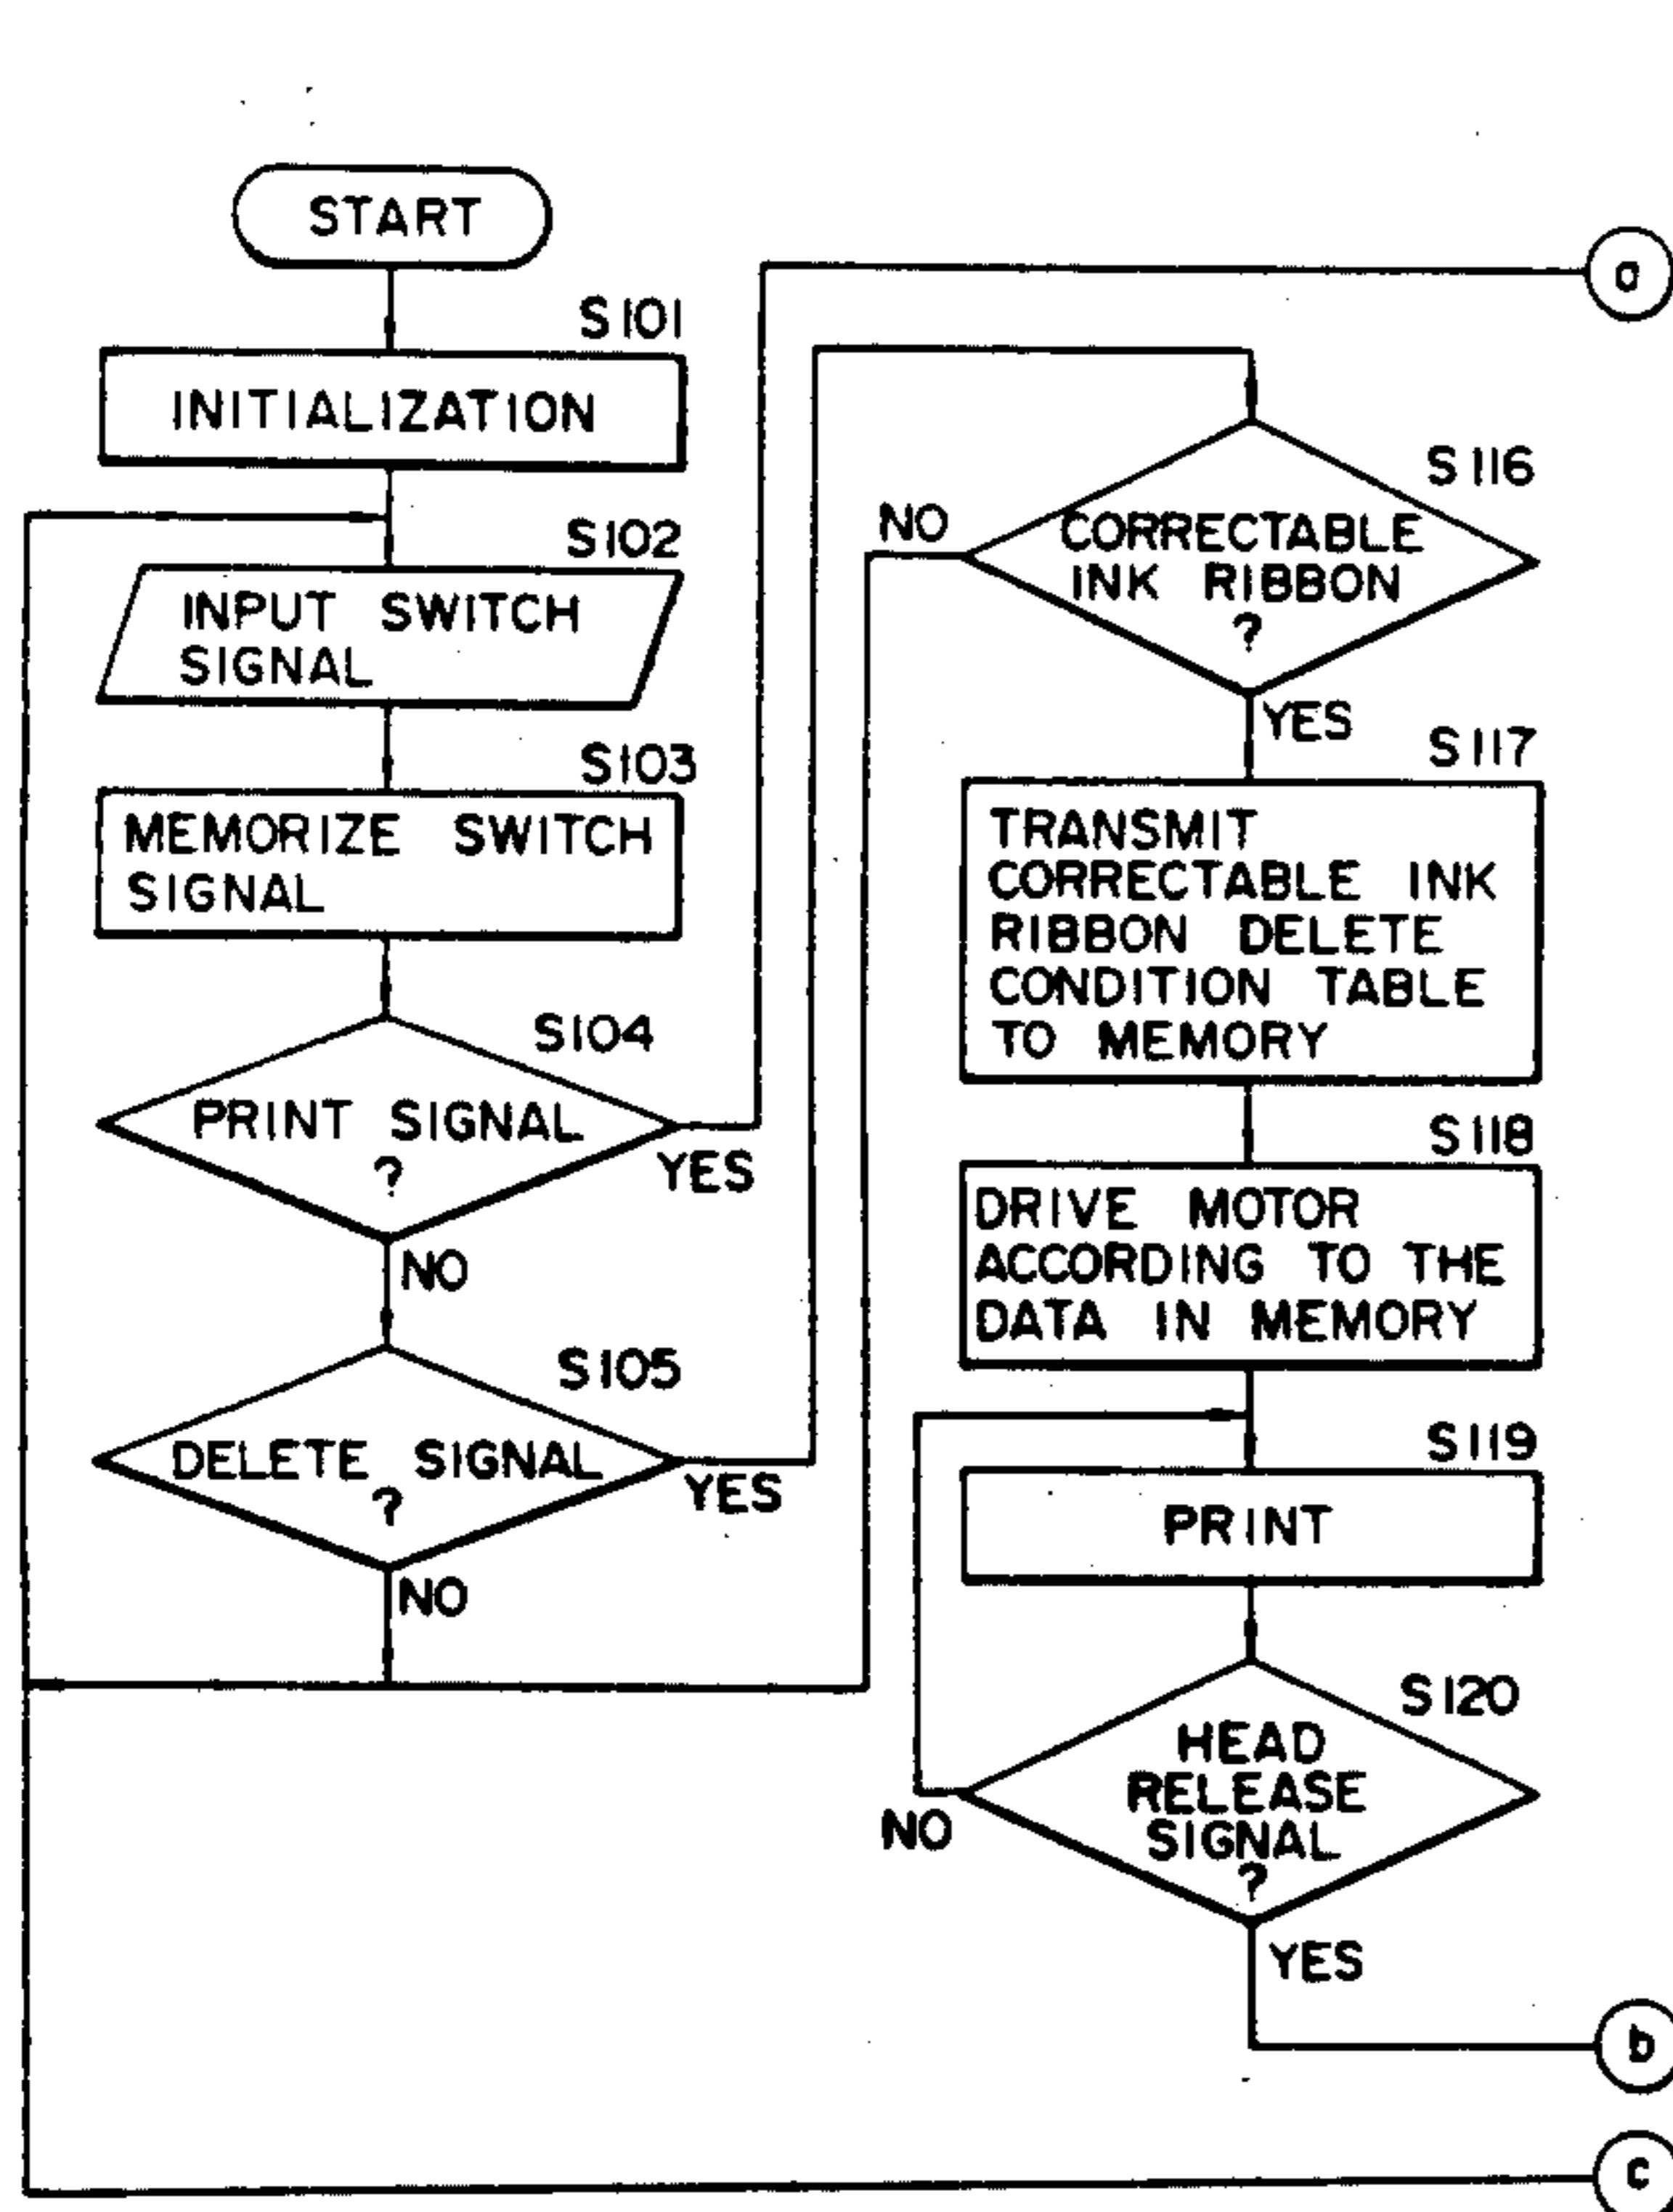 START
S101
INITIALIZATION
S102
INPUT SWITCH
SIGNAL
S103
MEMORIZE SWITCH
SIGNAL
S104
PRINT SIGNAL
?
YES
NO
S105
DELETE SIGNAL
?
YES
NO
a
S116
NO
CORRECTABLE
INK RIBBON
?
YES
S117
TRANSMIT
CORRECTABLE INK
RIBBON DELETE
CONDITION TABLE
TO MEMORY
S118
DRIVE MOTOR
ACCORDING TO THE
DATA IN MEMORY
S119
PRINT
S120
HEAD
RELEASE
SIGNAL
?
NO
YES
b
c